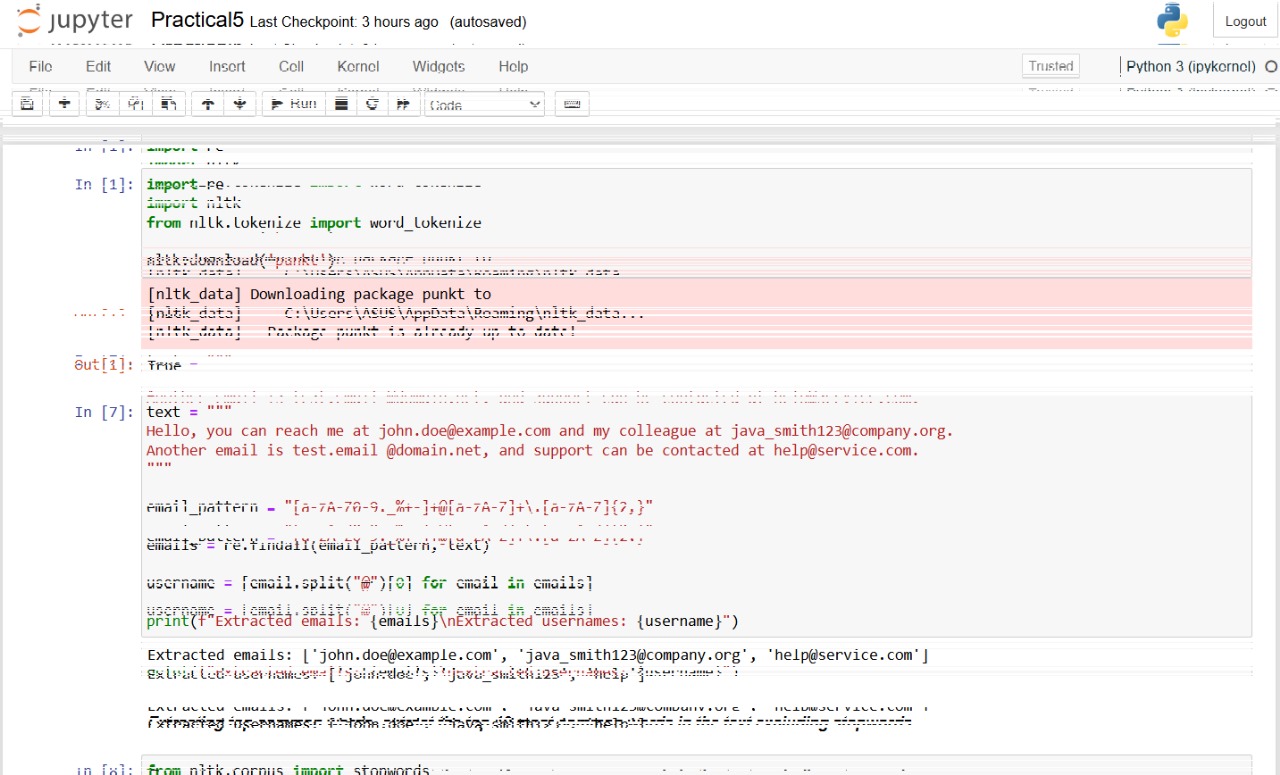 jupyter Practical5 Last Checkpoint: 3 hours ago (autosaved) Logout
File Edit View Insert Cell Kernel Widgets Help Trusted Python 3 (ipykernel)
Run Code
In [1]: import re
import nltk
from nltk.tokenize import word_tokenize
nltk.download('punkt')
[nltk_data] Downloading package punkt to
[nltk_data] C:\Users\ASUS\AppData\Roaming\nltk_data...
[nltk_data] Package punkt is already up-to-date!
Out[1]: True
In [7]: text = """
Hello, you can reach me at john.doe@example.com and my colleague at java_smith123@company.org.
Another email is test.email @domain.net, and support can be contacted at help@service.com.
"""
email_pattern =
emails = re.findall(email_pattern, text)
username = [email.split("@")[0] for email in emails]
print(f"Extracted emails: {emails}\nExtracted usernames: {username}")
Extracted emails: ['john.doe@example.com', 'java_smith123@company.org', 'help@service.com']
Extracted usernames: ['john.doe', 'java_smith123', 'help']
In [8]: from nltk.corpus import stopwords